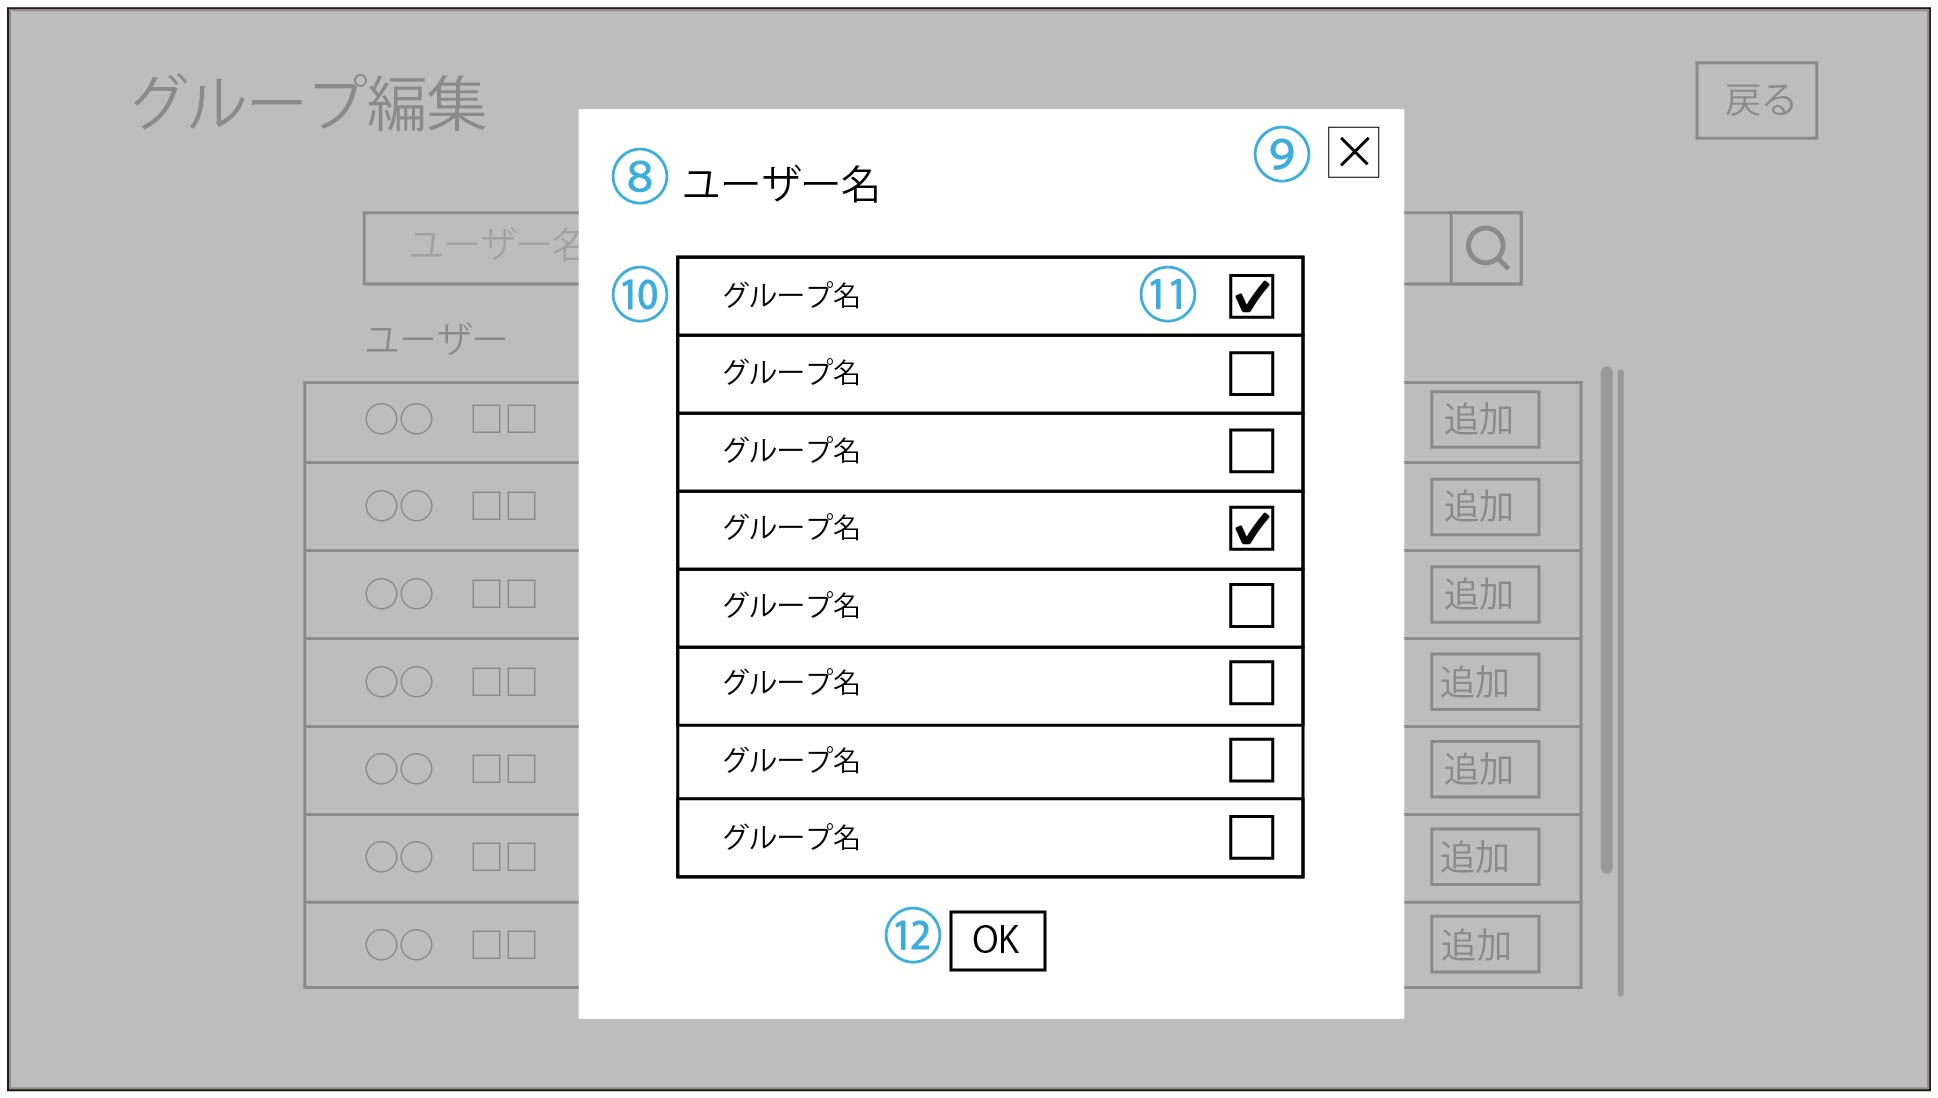 グループ編集
戻る
⑧ ユーザー名
⑨
ユーザー名
⑩ グループ名 ⑪
グループ名
グループ名
グループ名
グループ名
グループ名
グループ名
グループ名
ユーザー
○○ □□ 追加
○○ □□ 追加
○○ □□ 追加
○○ □□ 追加
○○ □□ 追加
○○ □□ 追加
○○ □□ 追加
⑫ OK